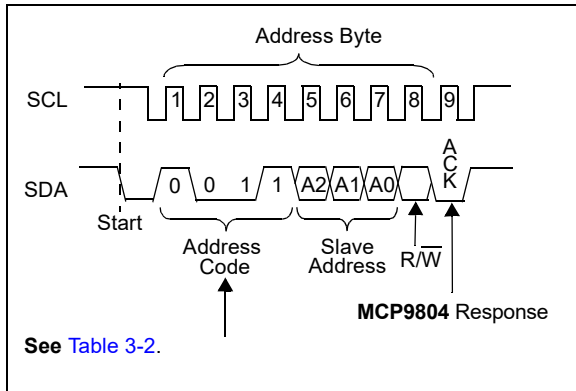 Address Byte
SCL 1 2 3 4 5 6 7 8 9
SDA 0 0 1 1 A2 A1 A0 ACK
Start
Address Code
Slave Address
R/W̅
MCP9804 Response
See Table 3-2.